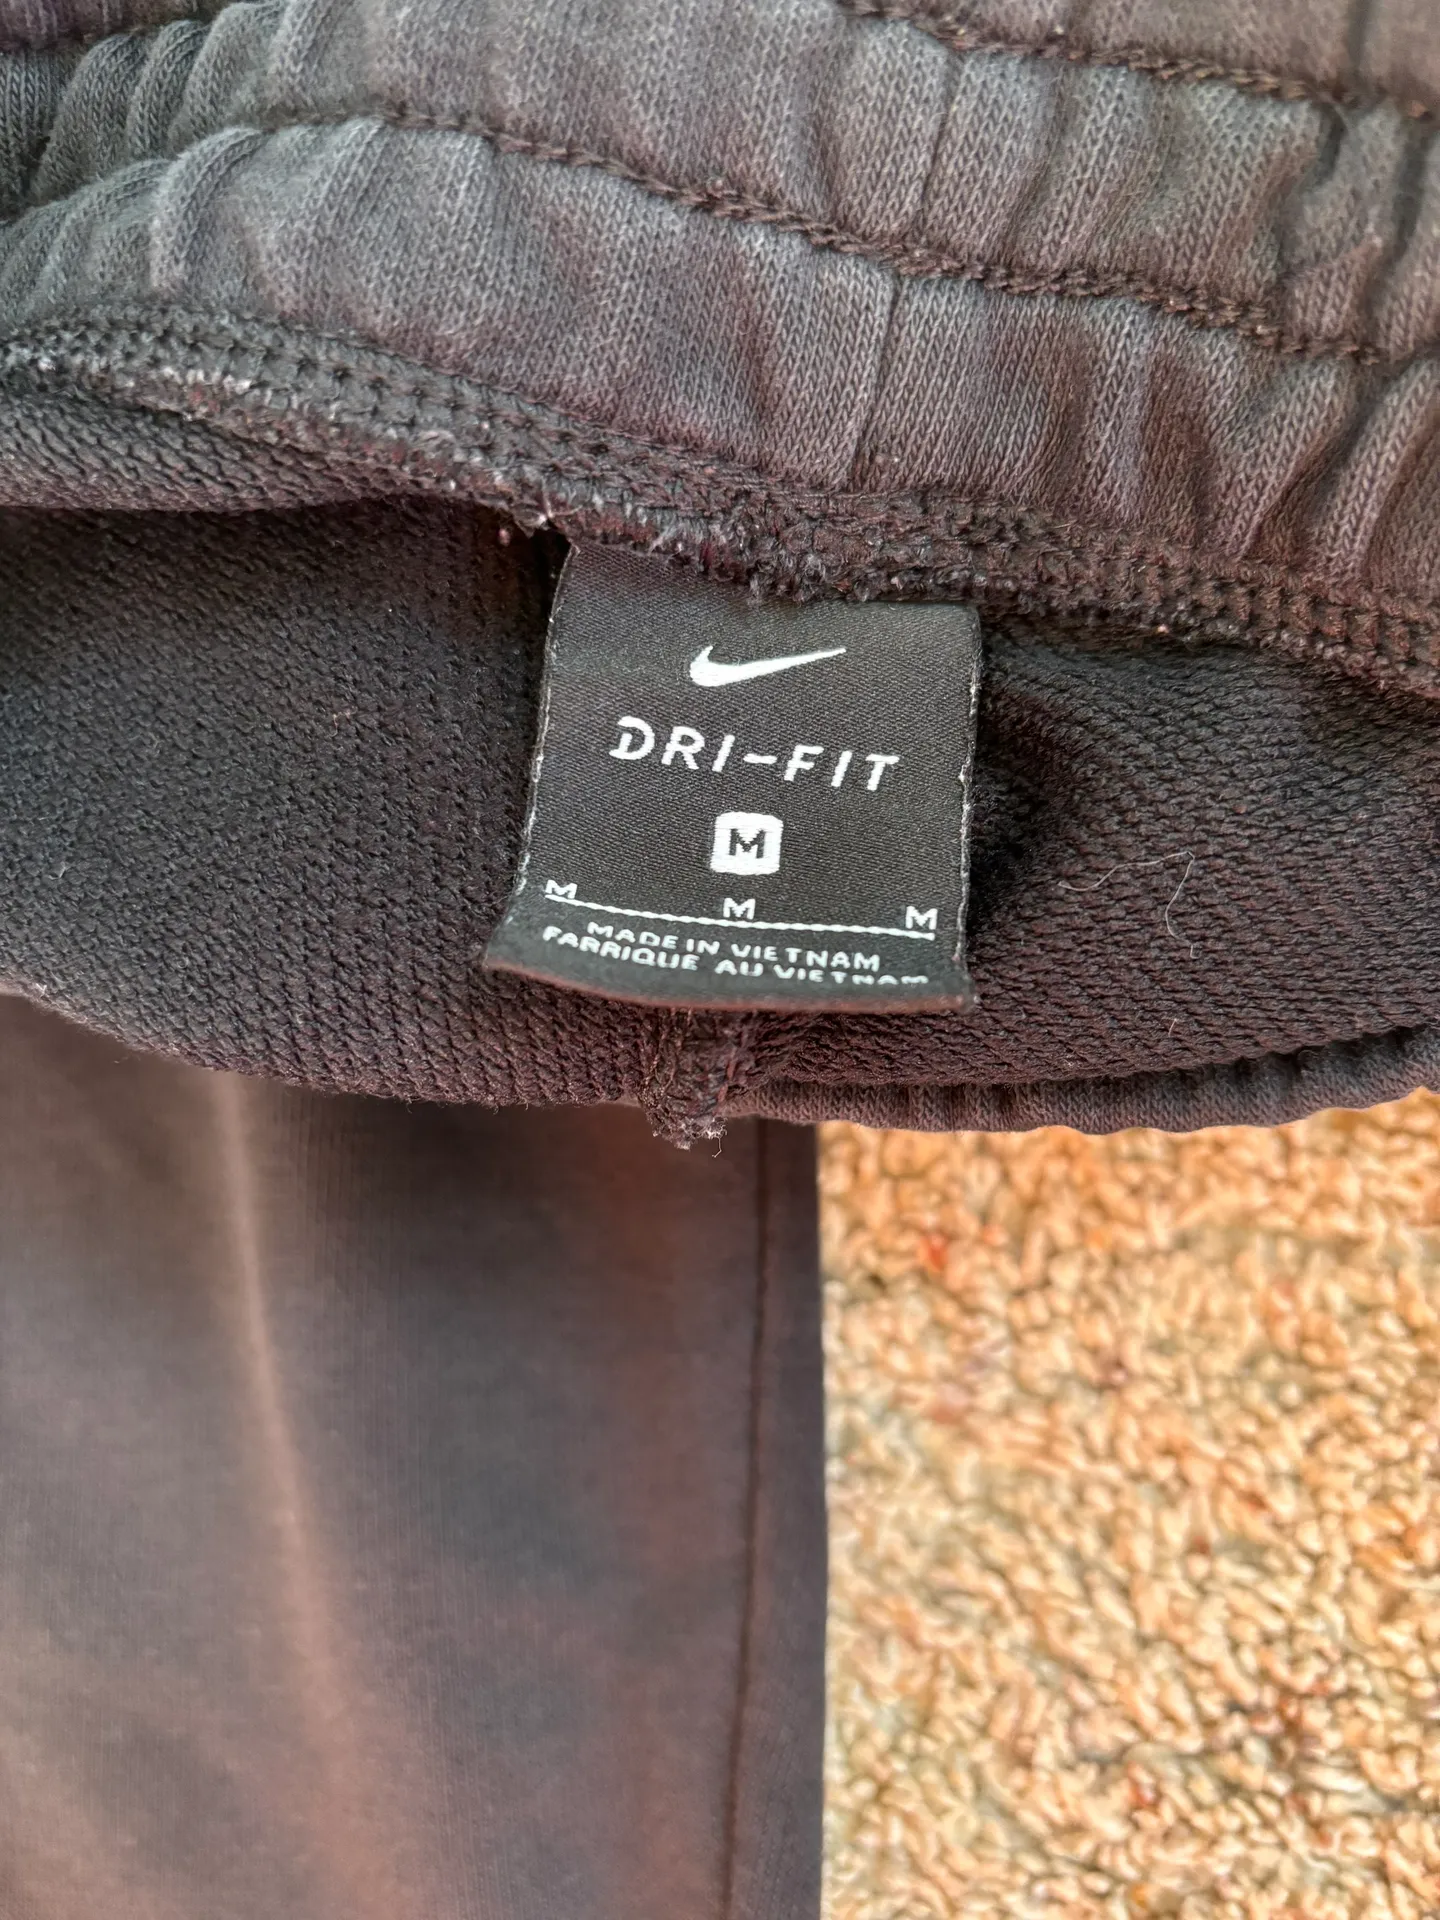 DRI-FIT
M
M M M
MADE IN VIETNAM
FABRIQUE AU VIETNAM